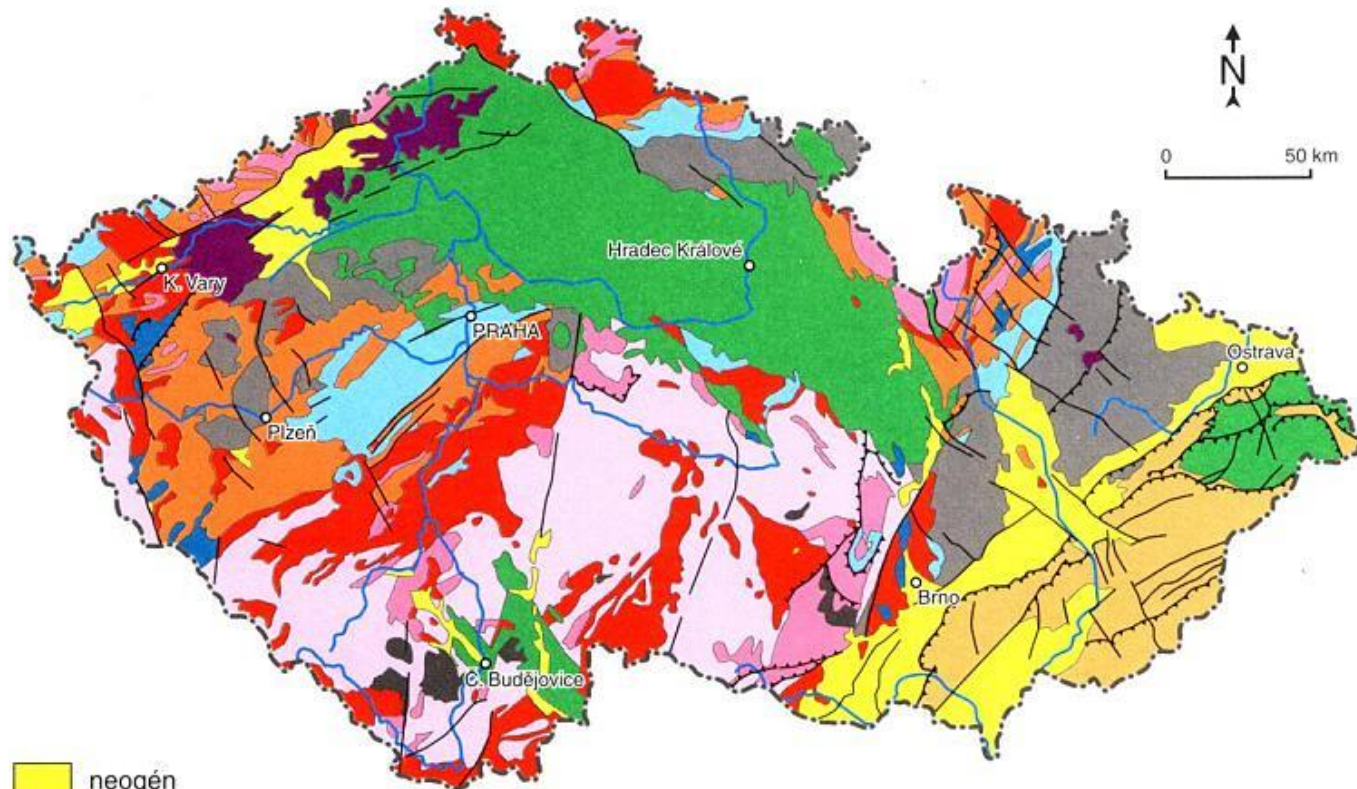 N
0 50 km
Hradec Králové
K. Vary
PRAHA
Ostrava
Plzeň
Brno
Č. Budějovice
neogén